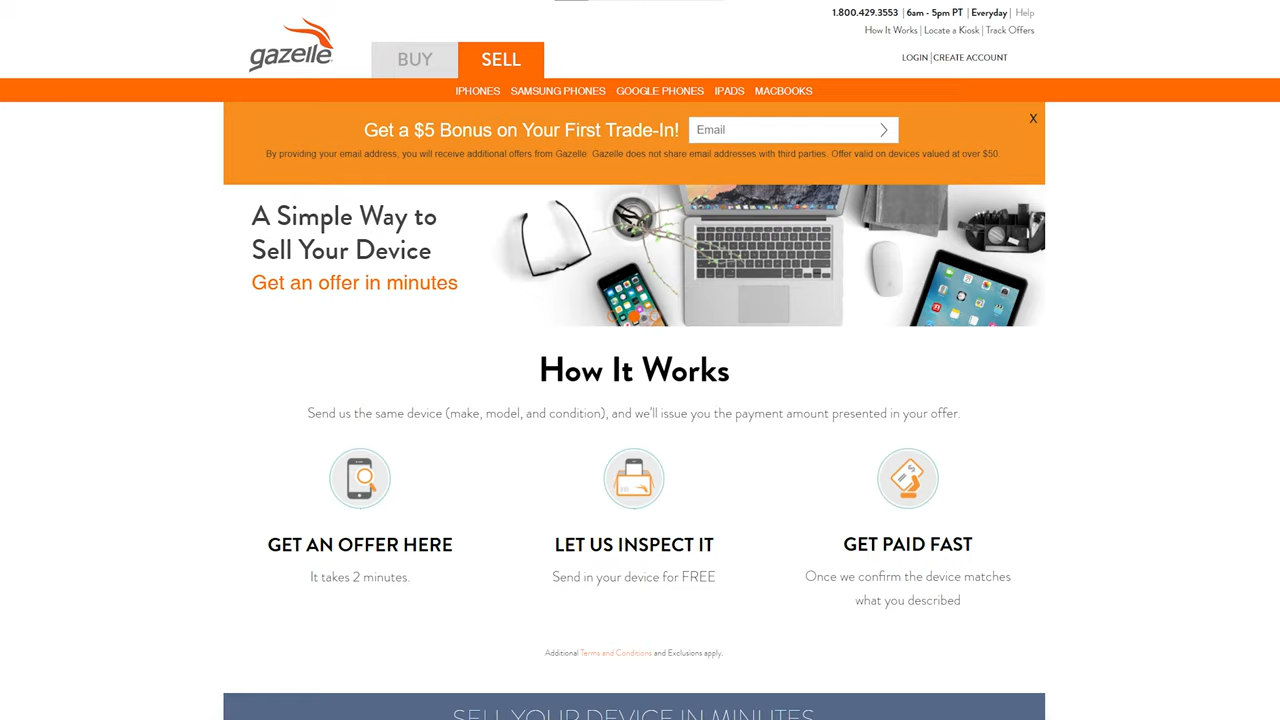 1.800.429.3553 | 6am - 5pm PT | Everyday | Help
How It Works | Locate a Kiosk | Track Offers
gazelle
BUY
SELL
LOGIN | CREATE ACCOUNT
IPHONES SAMSUNG PHONES GOOGLE PHONES IPADS MACBOOKS
Get a $5 Bonus on Your First Trade-In!
Email
X
By providing your email address, you will receive additional offers from Gazelle. Gazelle does not share email addresses with third parties. Offer valid on devices valued at over $50.
A Simple Way to
Sell Your Device
Get an offer in minutes
How It Works
Send us the same device (make, model, and condition), and we'll issue you the payment amount presented in your offer.
GET AN OFFER HERE
It takes 2 minutes.
LET US INSPECT IT
Send in your device for FREE
GET PAID FAST
Once we confirm the device matches
what you described
Additional Terms and Conditions and Exclusions apply.
SELL YOUR DEVICE IN MINUTES